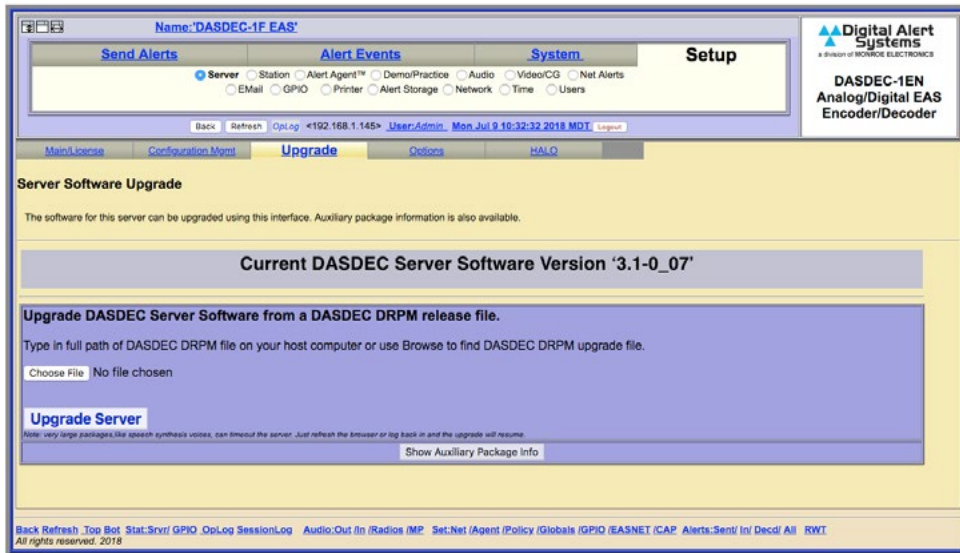 Name:'DASDEC-1F EAS'
Send Alerts Alert Events System Setup
Server Station Alert Agent™ Demo/Practice Audio Video/CG Net Alerts
EMail GPIO Printer Alert Storage Network Time Users
Back Refresh OpLog <192.168.1.145> User:Admin Mon Jul 9 10:32:32 2018 MDT Logout
Digital Alert
Systems
a division of MONROE ELECTRONICS
DASDEC-1EN
Analog/Digital EAS
Encoder/Decoder
Main/License Configuration Mgmt Upgrade Options HALO
Server Software Upgrade
The software for this server can be upgraded using this interface. Auxiliary package information is also available.
Current DASDEC Server Software Version ‘3.1-0_07’
Upgrade DASDEC Server Software from a DASDEC DRPM release file.
Type in full path of DASDEC DRPM file on your host computer or use Browse to find DASDEC DRPM upgrade file.
Choose File No file chosen
Upgrade Server
Note: very large packages,like speech synthesis voices, can timeout the server. Just refresh the browser or log back in and the upgrade will resume.
Show Auxiliary Package Info
Back Refresh Top Bot Stat:Srvr/ GPIO OpLog SessionLog Audio:Out /In /Radios /MP Set:Net /Agent /Policy /Globals /GPIO /EASNET /CAP Alerts:Sent/ In/ Decd/ All RWT
All rights reserved. 2018